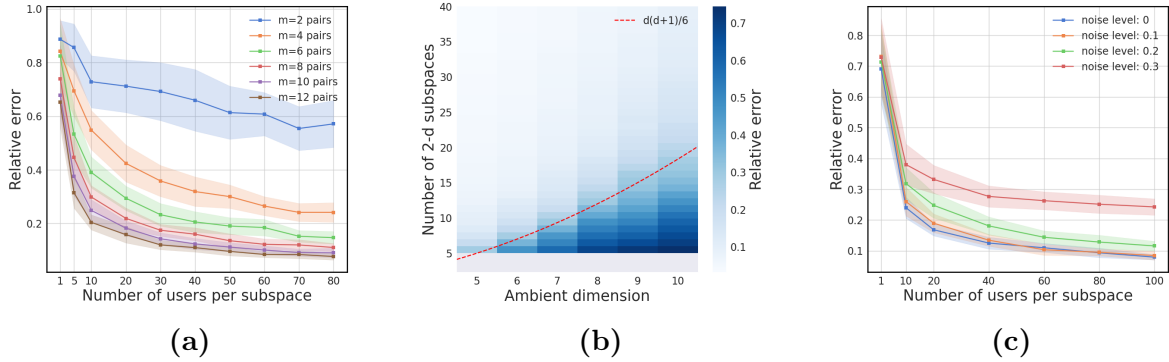 1.0
0.8
0.6
0.4
0.2
1 5 10 20 30 40 50 60 70 80
Relative error
Number of users per subspace
m=2 pairs
m=4 pairs
m=6 pairs
m=8 pairs
m=10 pairs
m=12 pairs
(a)
40
35
30
25
20
15
10
5
5 6 7 8 9 10
Number of 2-d subspaces
Ambient dimension
d(d+1)/6
0.7
0.6
0.5
0.4
0.3
0.2
0.1
Relative error
(b)
0.8
0.7
0.6
0.5
0.4
0.3
0.2
0.1
1 10 20 40 60 80 100
Relative error
Number of users per subspace
noise level: 0
noise level: 0.1
noise level: 0.2
noise level: 0.3
(c)